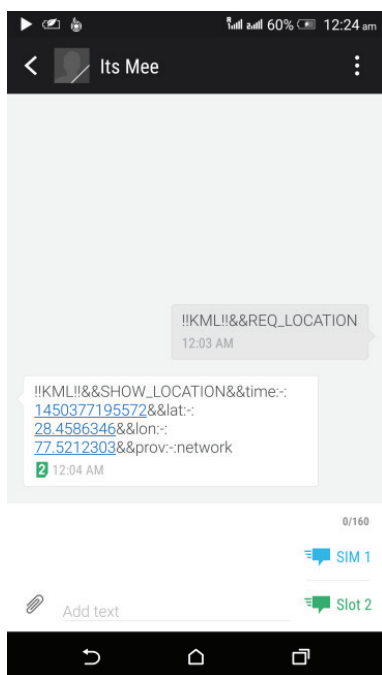 60% 12:24 am
Its Mee
!!KML!!&&REQ_LOCATION
12:03 AM
!!KML!!&&SHOW_LOCATION&&time:-:
1450377195572&&lat:-:
28.4586346&&lon:-:
77.5212303&&prov:-:network
2 12:04 AM
0/160
SIM 1
Add text
Slot 2